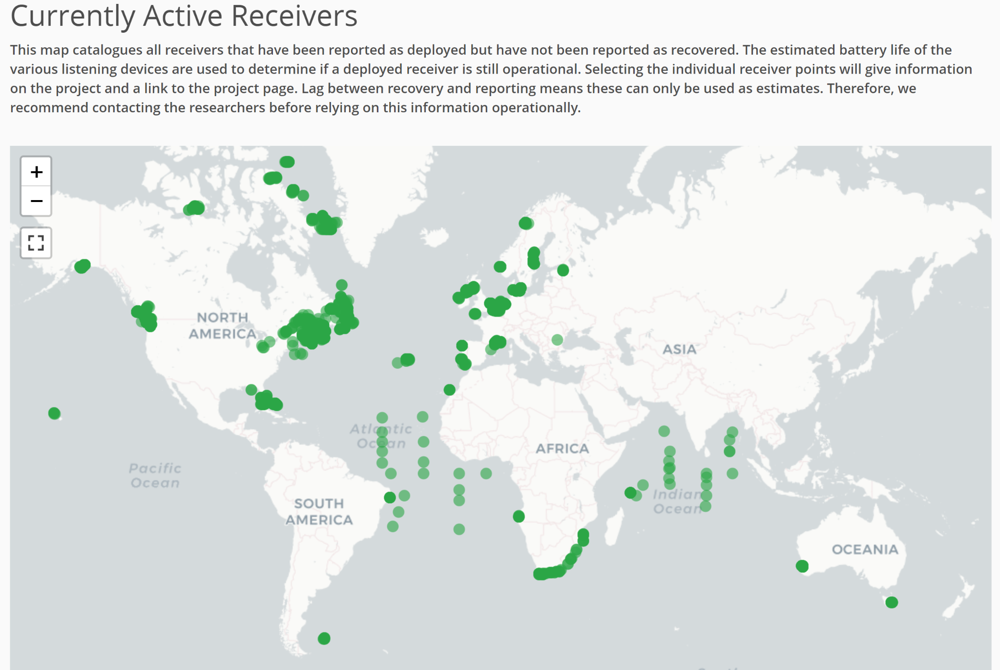 Currently Active Receivers
This map catalogues all receivers that have been reported as deployed but have not been reported as recovered. The estimated battery life of the
various listening devices are used to determine if a deployed receiver is still operational. Selecting the individual receiver points will give information
on the project and a link to the project page. Lag between recovery and reporting means these can only be used as estimates. Therefore, we
recommend contacting the researchers before relying on this information operationally.
+
−
NORTH
AMERICA
ASIA
Atlantic
Ocean
AFRICA
Pacific
Ocean
SOUTH
AMERICA
Indian
Ocean
OCEANIA